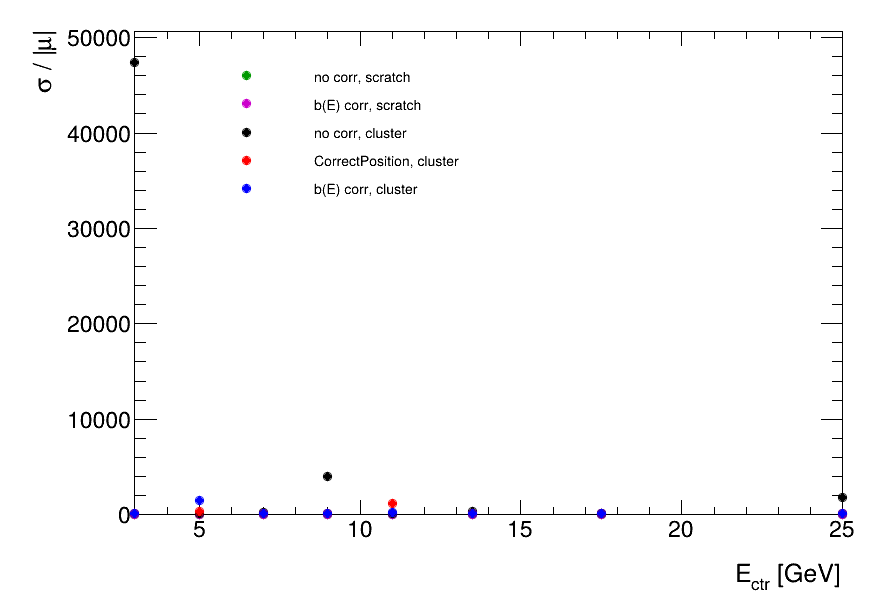 σ / |μ|
50000
40000
30000
20000
10000
0
no corr, scratch
b(E) corr, scratch
no corr, cluster
CorrectPosition, cluster
b(E) corr, cluster
5 10 15 20 25
E_ctr [GeV]